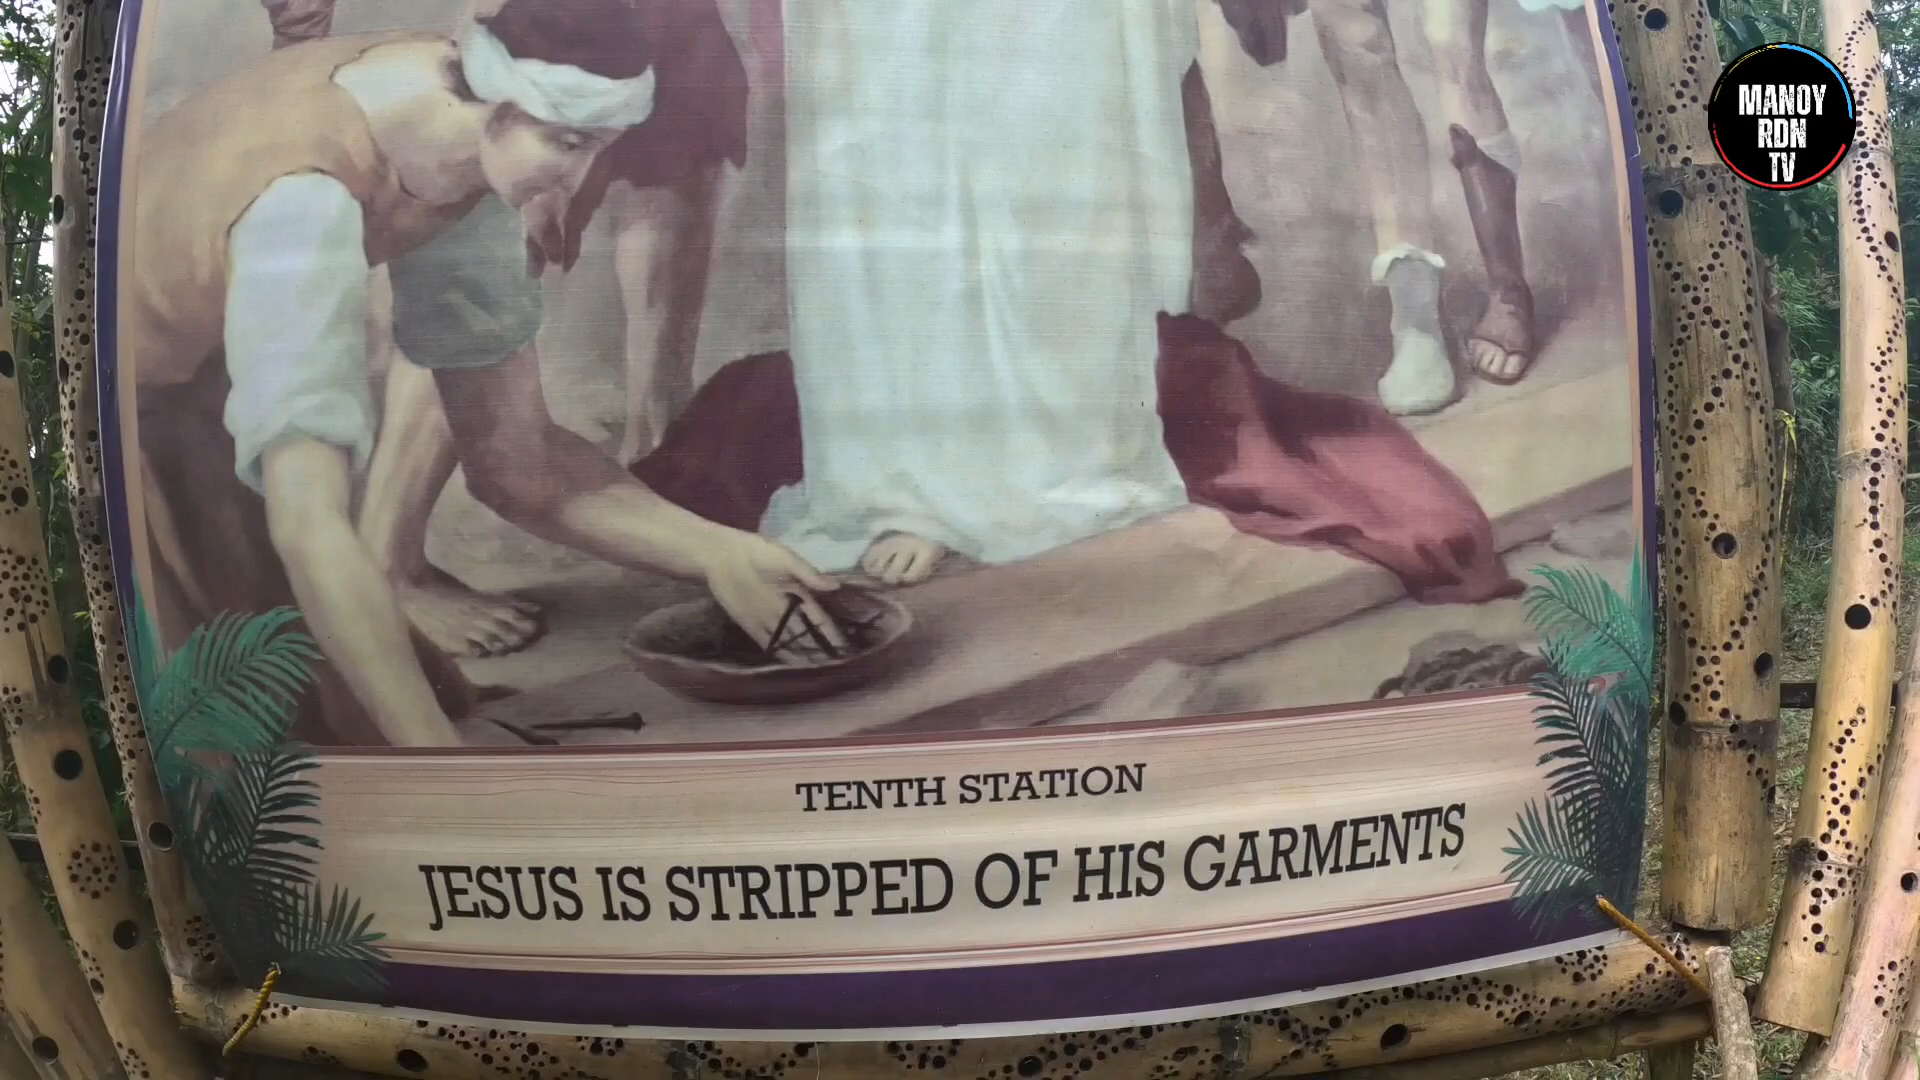 MANOY
RDN
TV
TENTH STATION
JESUS IS STRIPPED OF HIS GARMENTS